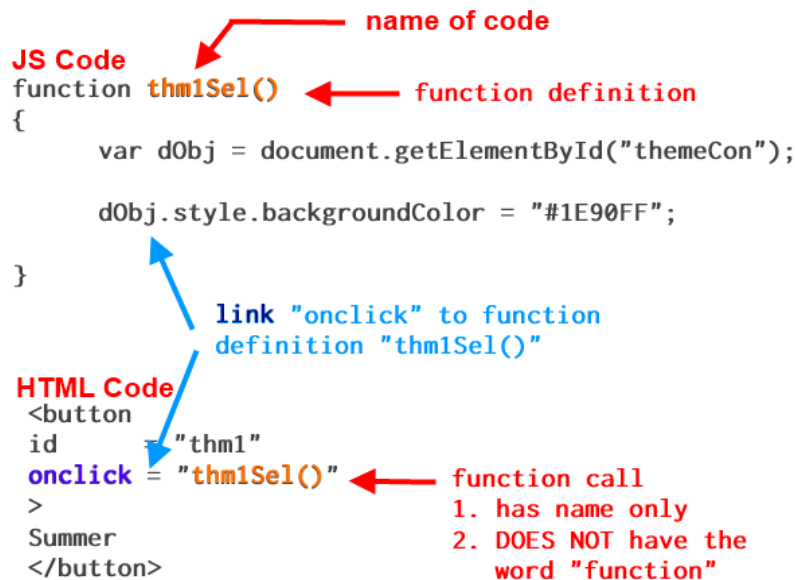 name of code
JS Code
function thm1Sel()
function definition
{
var dObj = document.getElementById("themeCon");
dObj.style.backgroundColor = "#1E90FF";
}
link "onclick" to function
definition "thm1Sel()"
HTML Code
<button
id = "thm1"
onclick = "thm1Sel()"
function call
>
1. has name only
Summer
2. DOES NOT have the
</button>
word "function"